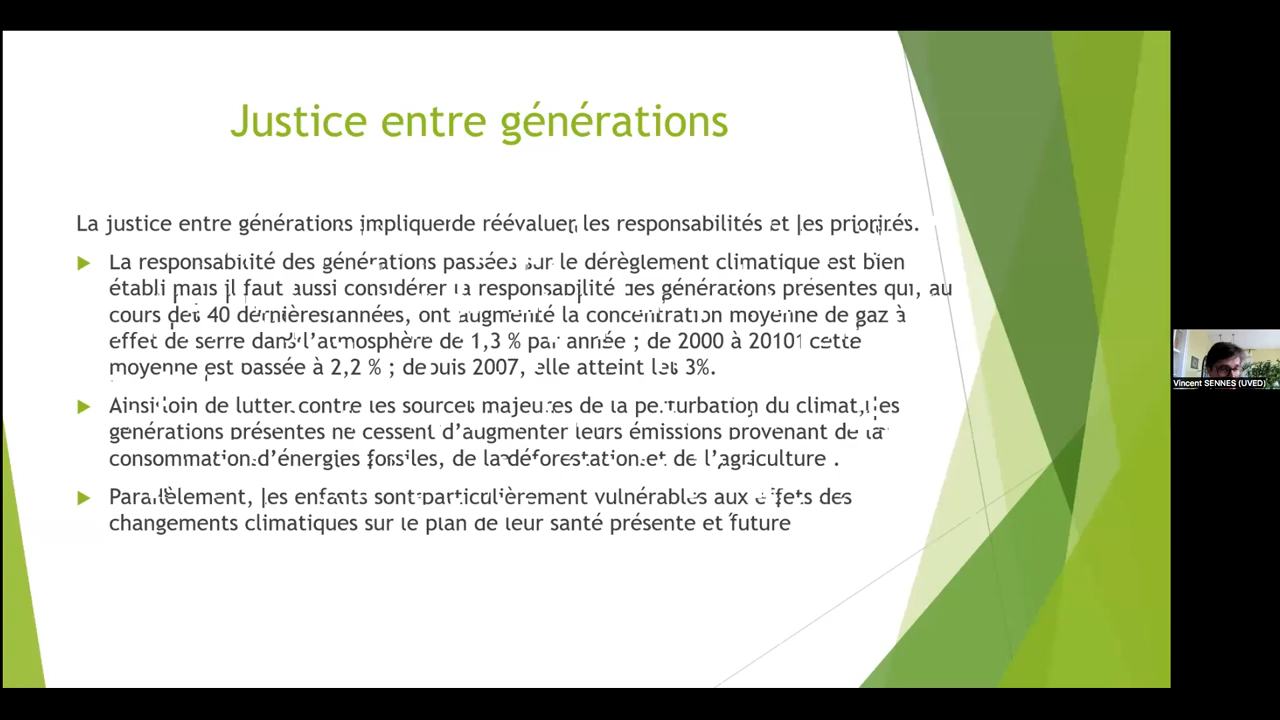 Justice entre générations
La justice entre générations implique de réévaluer les responsabilités et les priorités.
La responsabilité des générations passées sur le dérèglement climatique est bien
établi mais il faut aussi considérer la responsabilité des générations présentes qui, au
cours des 40 dernières années, ont augmenté la concentration moyenne de gaz à
effet de serre dans l’atmosphère de 1,3 % par année ; de 2000 à 2010 cette
moyenne est passée à 2,2 % ; depuis 2007, elle atteint les 3%.
Ainsi loin de lutter contre les sources majeures de la perturbation du climat, les
générations présentes ne cessent d’augmenter leurs émissions provenant de la
consommation d’énergies fossiles, de la déforestation et de l’agriculture .
Parallèlement, les enfants sont particulièrement vulnérables aux effets des
changements climatiques sur le plan de leur santé présente et future
Vincent SENNES (UVED)